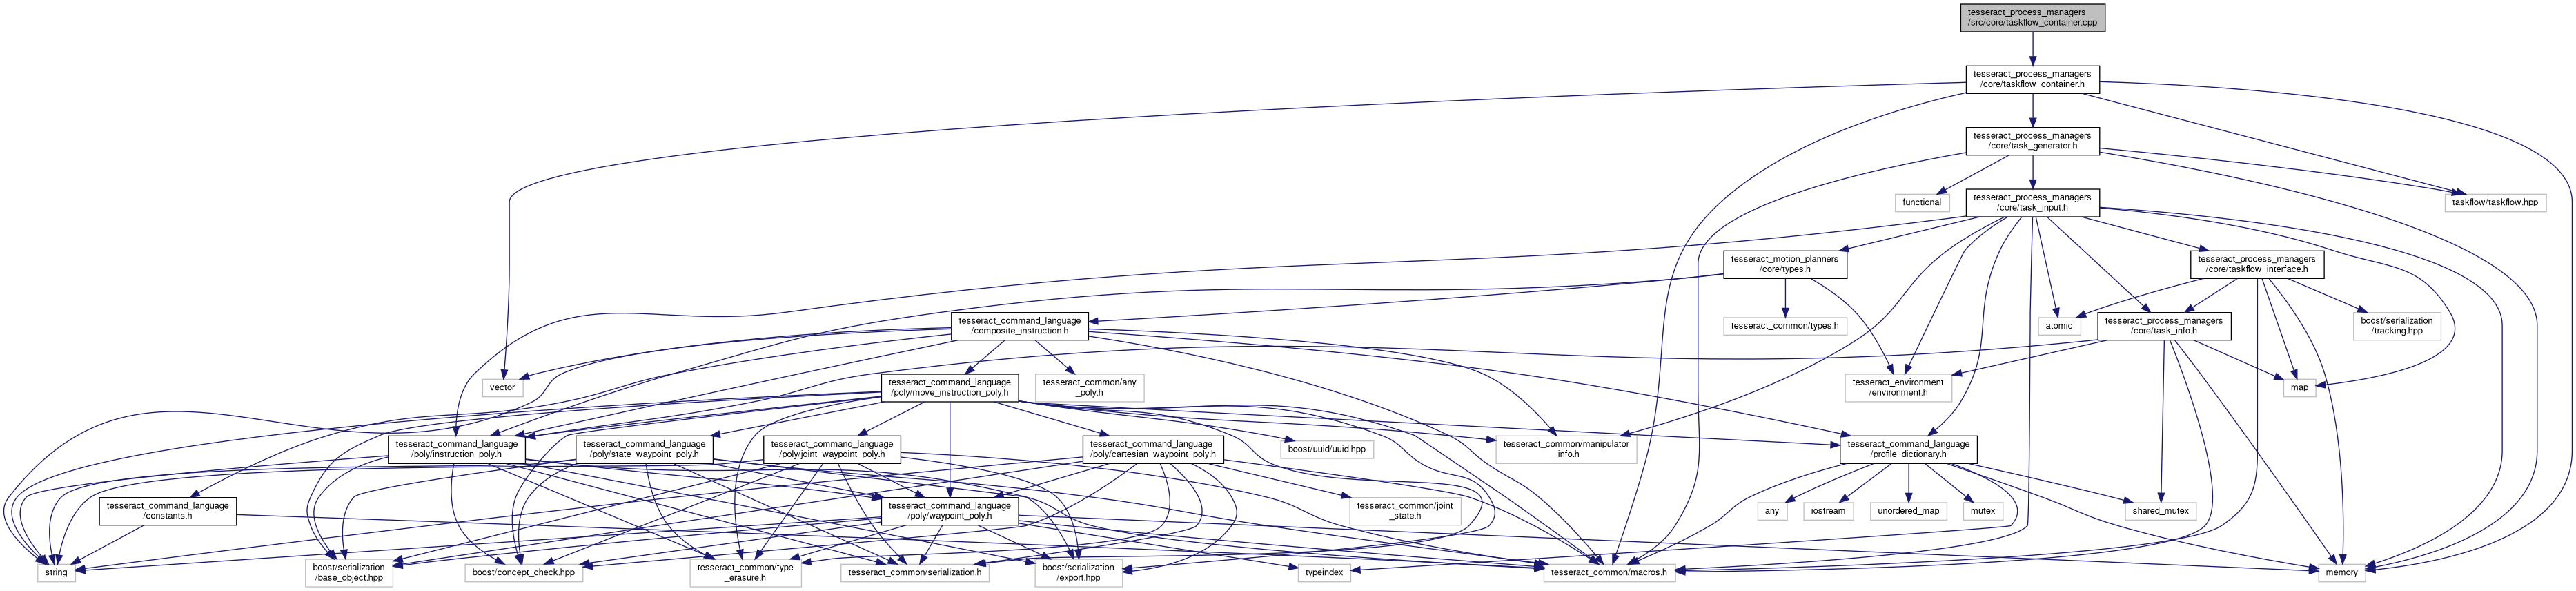 tesseract_process_managers
/src/core/taskflow_container.cpp
tesseract_process_managers
/core/taskflow_container.h
tesseract_process_managers
/core/task_generator.h
functional
tesseract_process_managers
/core/task_input.h
taskflow/taskflow.hpp
tesseract_motion_planners
/core/types.h
tesseract_process_managers
/core/taskflow_interface.h
tesseract_command_language
/composite_instruction.h
tesseract_common/types.h
atomic
tesseract_process_managers
/core/task_info.h
boost/serialization
/tracking.hpp
vector
tesseract_command_language
/poly/move_instruction_poly.h
tesseract_common/any
_poly.h
tesseract_environment
/environment.h
map
tesseract_command_language
/poly/instruction_poly.h
tesseract_command_language
/poly/state_waypoint_poly.h
tesseract_command_language
/poly/joint_waypoint_poly.h
tesseract_command_language
/poly/cartesian_waypoint_poly.h
boost/uuid/uuid.hpp
tesseract_common/manipulator
_info.h
tesseract_command_language
/profile_dictionary.h
tesseract_command_language
/constants.h
tesseract_command_language
/poly/waypoint_poly.h
tesseract_common/joint
_state.h
any
iostream
unordered_map
mutex
shared_mutex
string
boost/serialization
/base_object.hpp
boost/concept_check.hpp
tesseract_common/type
_erasure.h
tesseract_common/serialization.h
boost/serialization
/export.hpp
typeindex
tesseract_common/macros.h
memory